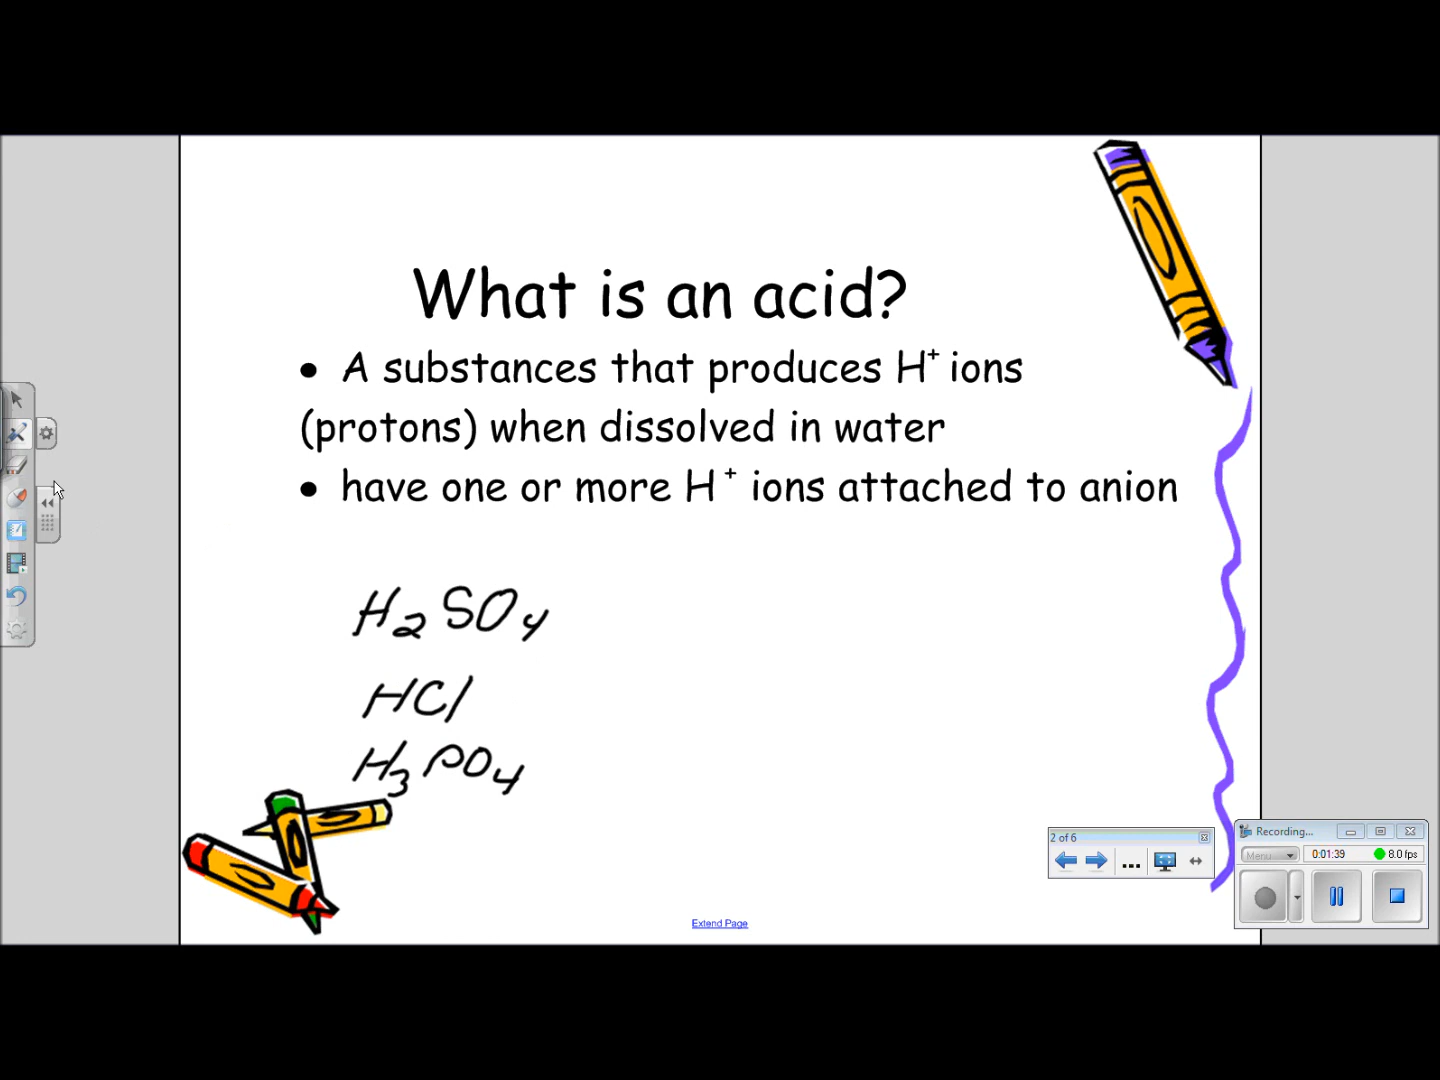 What is an acid?
• A substances that produces H⁺ ions
(protons) when dissolved in water
• have one or more H⁺ ions attached to anion
H₂SO₄
HCl
H₃PO₄
2 of 6
Recording...
Menu
0:01:39
8.0 fps
Extend Page